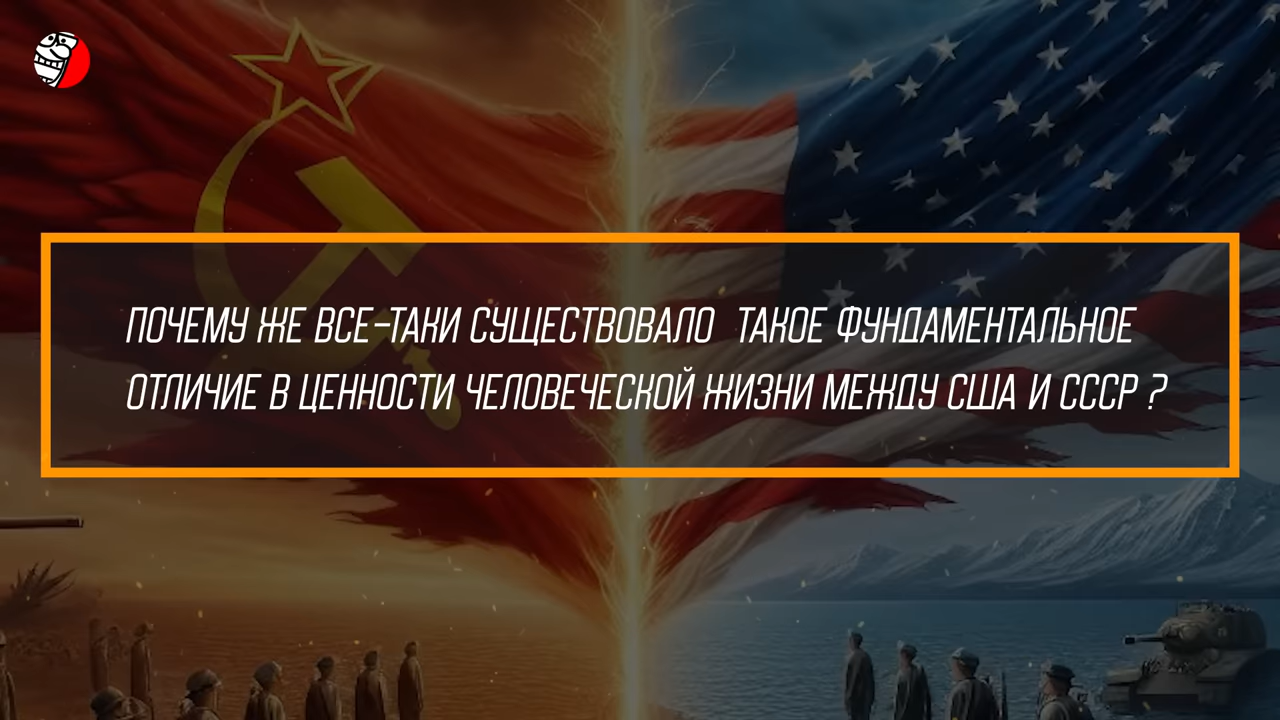 ПОЧЕМУ ЖЕ ВСЕ-ТАКИ СУЩЕСТВОВАЛО ТАКОЕ ФУНДАМЕНТАЛЬНОЕ
ОТЛИЧИЕ В ЦЕННОСТИ ЧЕЛОВЕЧЕСКОЙ ЖИЗНИ МЕЖДУ США И СССР ?